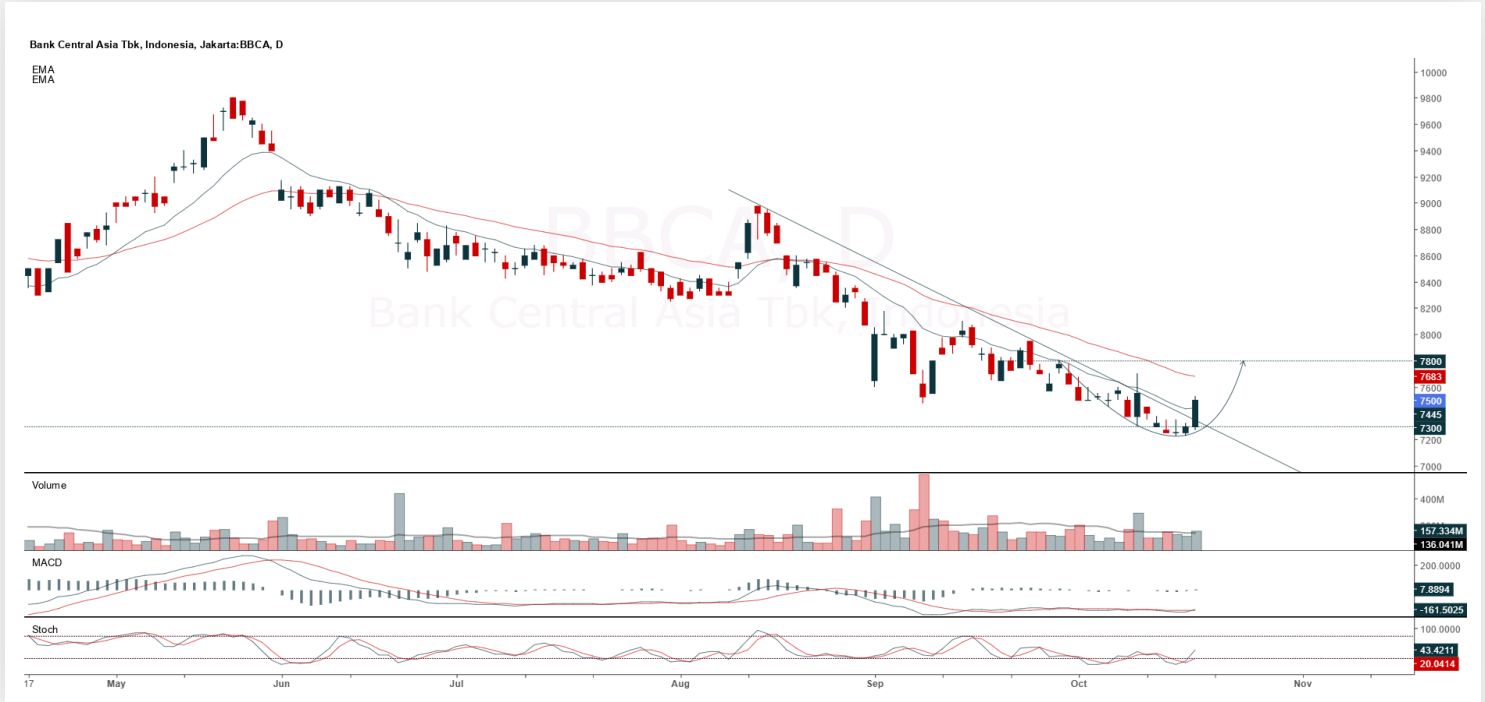 Bank Central Asia Tbk, Indonesia, Jakarta:BBCA, D
EMA
EMA
BBCA, D
Bank Central Asia Tbk, Indonesia
10000
9800
9600
9400
9200
9000
8800
8600
8400
8200
8000
7800
7683
7600
7500
7445
7300
7200
7000
Volume
400M
157.334M
136.041M
MACD
200.0000
7.8894
-161.5025
Stoch
100.0000
43.4211
20.0414
17 May Jun Jul Aug Sep Oct Nov